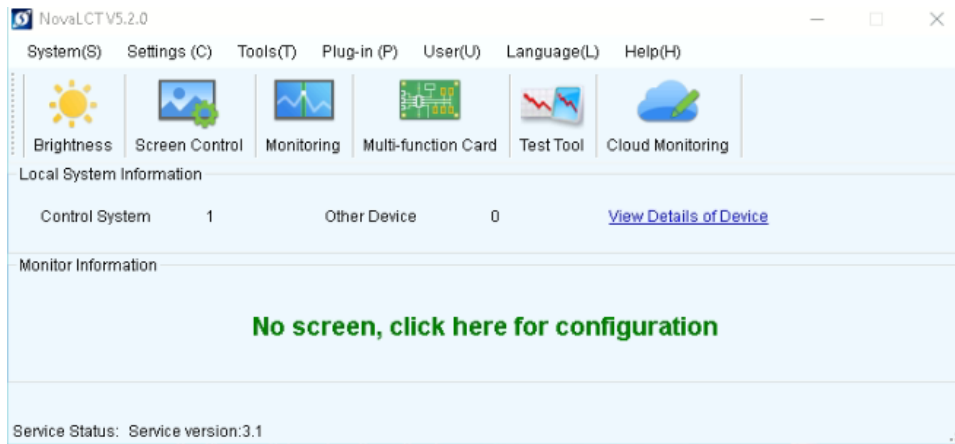 NovaLCT V5.2.0
System(S) Settings (C) Tools(T) Plug-in (P) User(U) Language(L) Help(H)
Brightness Screen Control Monitoring Multi-function Card Test Tool Cloud Monitoring
Local System Information
Control System 1 Other Device 0 View Details of Device
Monitor Information
No screen, click here for configuration
Service Status: Service version:3.1